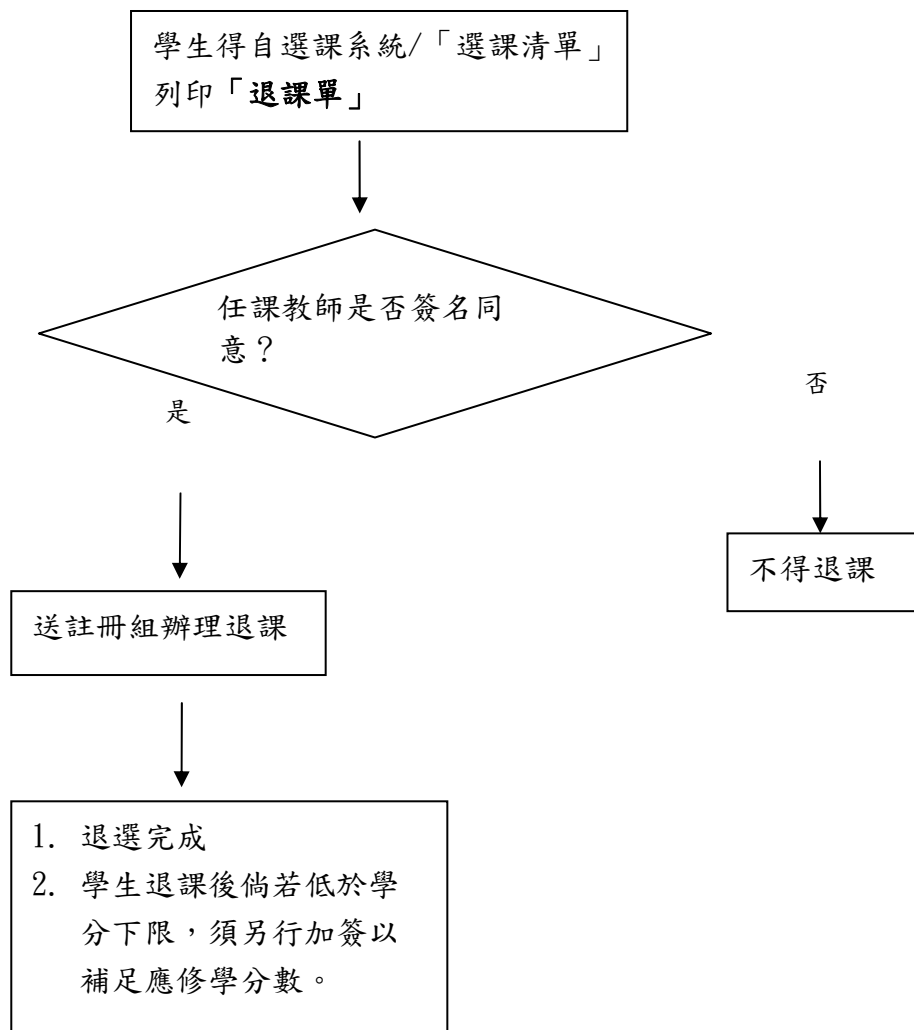 學生得自選課系統/「選課清單」
列印「退課單」
任課教師是否簽名同
意？
是
否
不得退課
送註冊組辦理退課
1. 退選完成
2. 學生退課後倘若低於學
分下限，須另行加簽以
補足應修學分數。